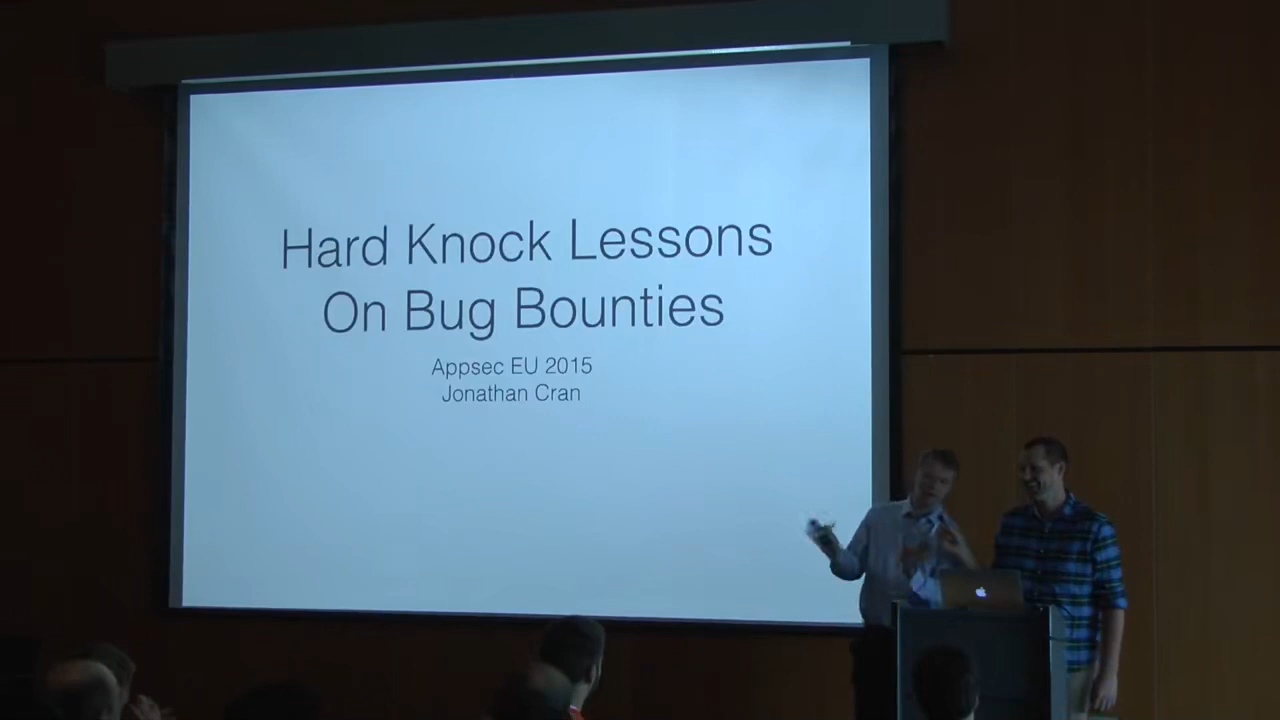 Hard Knock Lessons
On Bug Bounties
Appsec EU 2015
Jonathan Cran